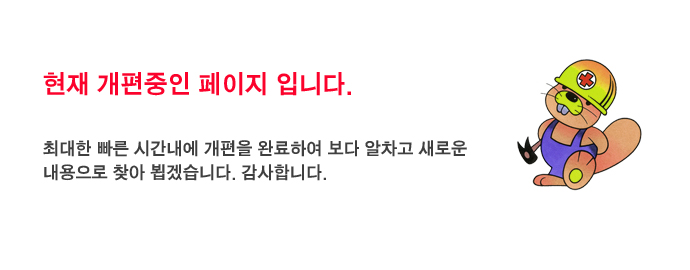 현재 개편중인 페이지 입니다.
최대한 빠른 시간내에 개편을 완료하여 보다 알차고 새로운
내용으로 찾아 뵙겠습니다. 감사합니다.